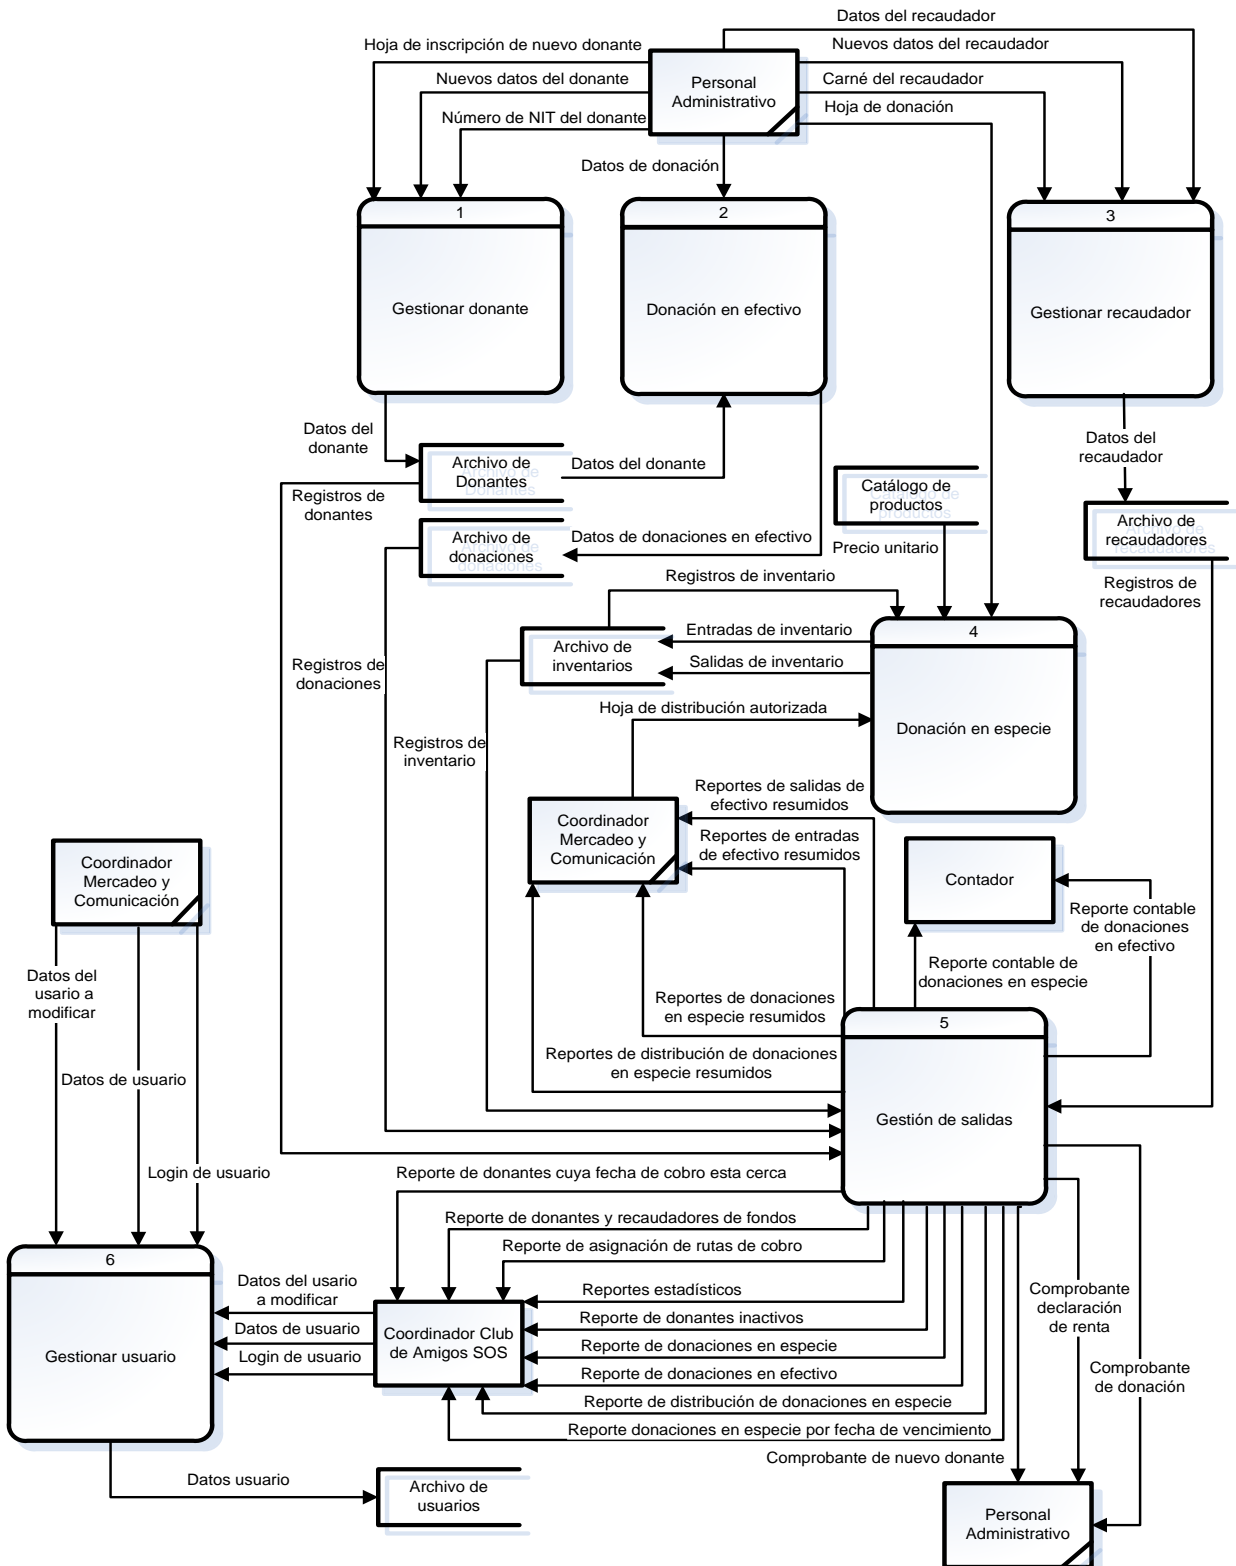 Datos del recaudador
Hoja de inscripción de nuevo donante
Nuevos datos del recaudador
Nuevos datos del donante
Personal
Administrativo
Carné del recaudador
Número de NIT del donante
Hoja de donación
Datos de donación
1
2
3
Gestionar donante
Donación en efectivo
Gestionar recaudador
Datos del
donante
Archivo de
Donantes
Datos del donante
Datos del
recaudador
Registros de
donantes
Catálogo de
productos
Archivo de
donaciones
Datos de donaciones en efectivo
Precio unitario
Archivo de
recaudadores
Registros de inventario
Registros de
recaudadores
Entradas de inventario
4
Archivo de
inventarios
Salidas de inventario
Registros de
donaciones
Hoja de distribución autorizada
Donación en especie
Registros de
inventario
Reportes de salidas de
efectivo resumidos
Coordinador
Mercadeo y
Comunicación
Reportes de entradas
de efectivo resumidos
Coordinador
Mercadeo y
Comunicación
Contador
Reporte contable
de donaciones
en efectivo
Reporte contable de
donaciones en especie
Datos del
usario a
modificar
Reportes de donaciones
en especie resumidos
5
Reportes de distribución de donaciones
en especie resumidos
Datos de usuario
Gestión de salidas
Login de usuario
Reporte de donantes cuya fecha de cobro esta cerca
Reporte de donantes y recaudadores de fondos
Reporte de asignación de rutas de cobro
6
Datos del usario
a modificar
Reportes estadísticos
Comprobante
declaración
de renta
Reporte de donantes inactivos
Datos de usuario
Coordinador Club
de Amigos SOS
Gestionar usuario
Login de usuario
Reporte de donaciones en especie
Reporte de donaciones en efectivo
Comprobante
de donación
Reporte de distribución de donaciones en especie
Reporte donaciones en especie por fecha de vencimiento
Comprobante de nuevo donante
Datos usuario
Archivo de
usuarios
Personal
Administrativo